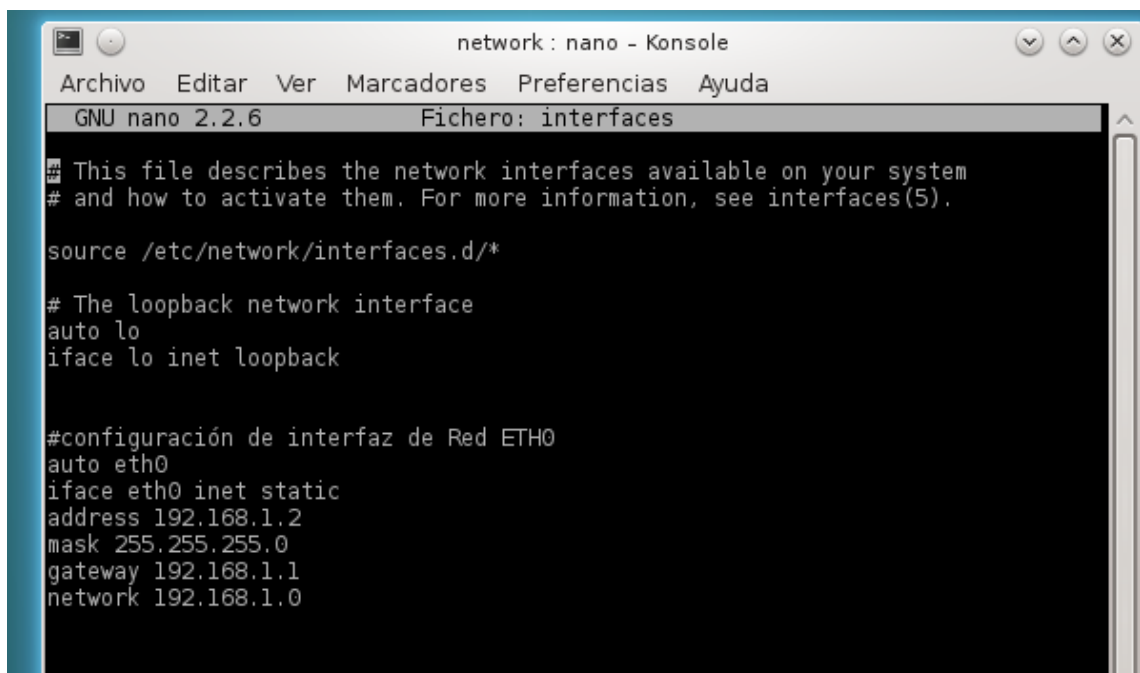 network : nano – Konsole
Archivo Editar Ver Marcadores Preferencias Ayuda
GNU nano 2.2.6 Fichero: interfaces
# This file describes the network interfaces available on your system
# and how to activate them. For more information, see interfaces(5).
source /etc/network/interfaces.d/*
# The loopback network interface
auto lo
iface lo inet loopback
#configuración de interfaz de Red ETH0
auto eth0
iface eth0 inet static
address 192.168.1.2
mask 255.255.255.0
gateway 192.168.1.1
network 192.168.1.0